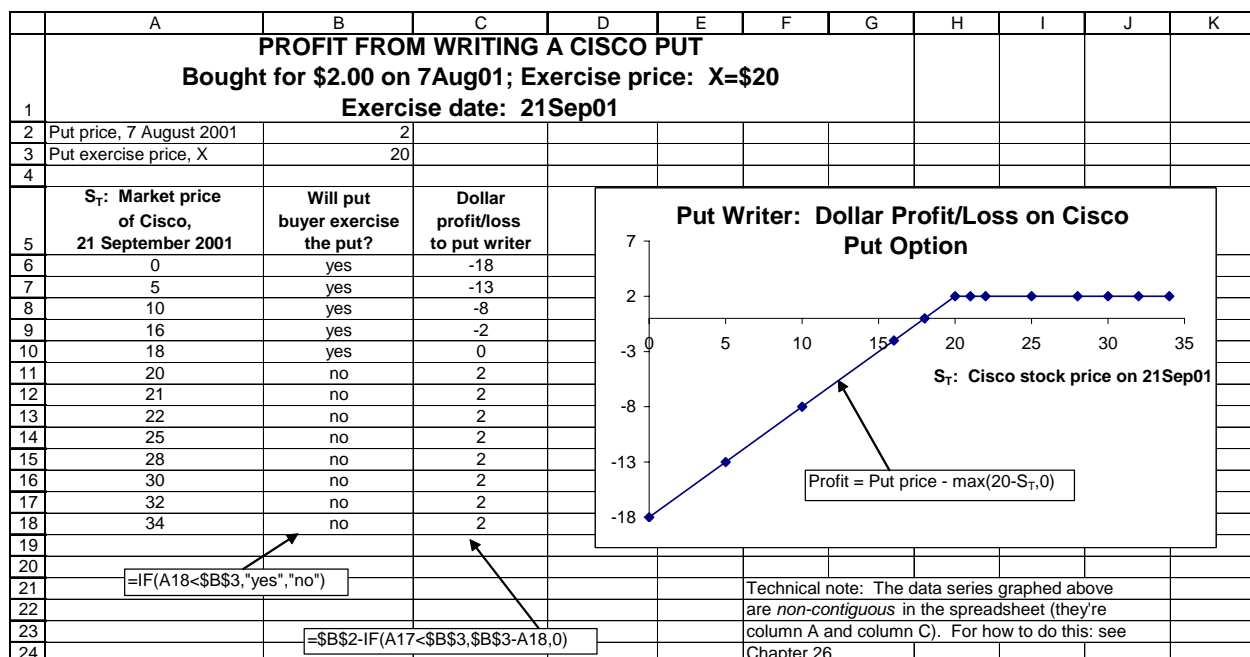 A B C D E F G H I J K
1 PROFIT FROM WRITING A CISCO PUT
Bought for $2.00 on 7Aug01; Exercise price: X=$20
Exercise date: 21Sep01
2 Put price, 7 August 2001 2
3 Put exercise price, X 20
4
5 ST: Market price of Cisco, 21 September 2001 Will put buyer exercise the put? Dollar profit/loss to put writer
6 0 yes -18
7 5 yes -13
8 10 yes -8
9 16 yes -2
10 18 yes 0
11 20 no 2
12 21 no 2
13 22 no 2
14 25 no 2
15 28 no 2
16 30 no 2
17 32 no 2
18 34 no 2
19
20
21
22
23
24
=IF(A18<$B$3,"yes","no")
=$B$2-IF(A17<$B$3,$B$3-A18,0)
Put Writer: Dollar Profit/Loss on Cisco
Put Option
7
2
-3
-8
-13
-18
0 5 10 15 20 25 30 35
ST: Cisco stock price on 21Sep01
Profit = Put price - max(20-ST,0)
Technical note: The data series graphed above
are non-contiguous in the spreadsheet (they're
column A and column C). For how to do this: see
Chapter 26